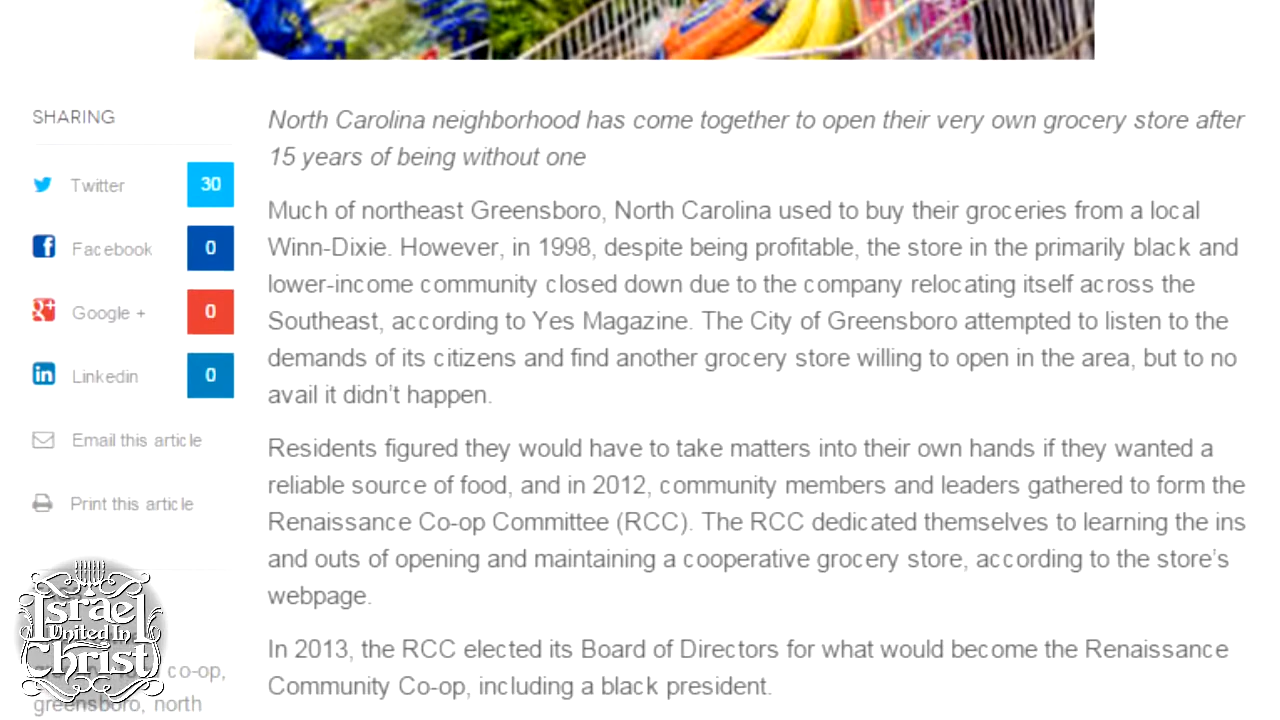 SHARING
Twitter 30
Facebook 0
Google + 0
Linkedin 0
Email this article
Print this article
co-op,
greensboro, north
Israel
United In
Christ
North Carolina neighborhood has come together to open their very own grocery store after
15 years of being without one
Much of northeast Greensboro, North Carolina used to buy their groceries from a local
Winn-Dixie. However, in 1998, despite being profitable, the store in the primarily black and
lower-income community closed down due to the company relocating itself across the
Southeast, according to Yes Magazine. The City of Greensboro attempted to listen to the
demands of its citizens and find another grocery store willing to open in the area, but to no
avail it didn’t happen.
Residents figured they would have to take matters into their own hands if they wanted a
reliable source of food, and in 2012, community members and leaders gathered to form the
Renaissance Co-op Committee (RCC). The RCC dedicated themselves to learning the ins
and outs of opening and maintaining a cooperative grocery store, according to the store’s
webpage.
In 2013, the RCC elected its Board of Directors for what would become the Renaissance
Community Co-op, including a black president.